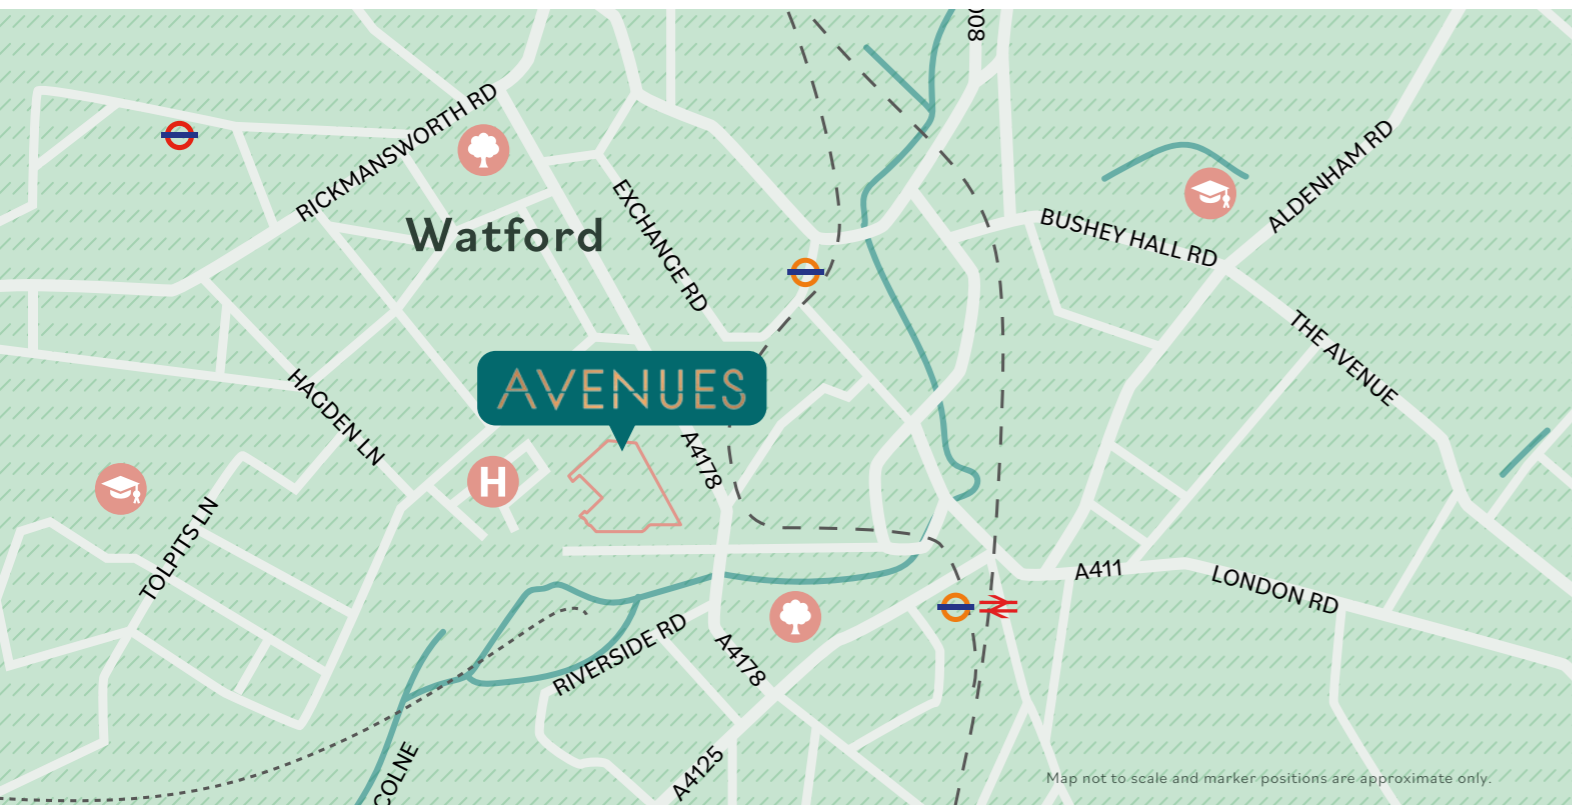 008
RICKMANSWORTH RD
ALDENHAM RD
EXCHANGE RD
Watford
BUSHEY HALL RD
THE AVENUE
AVENUES
HAGDEN LN
A4178
H
TOLPITS LN
A411
LONDON RD
RIVERSIDE RD
A4178
COLNE
A4125
Map not to scale and marker positions are approximate only.